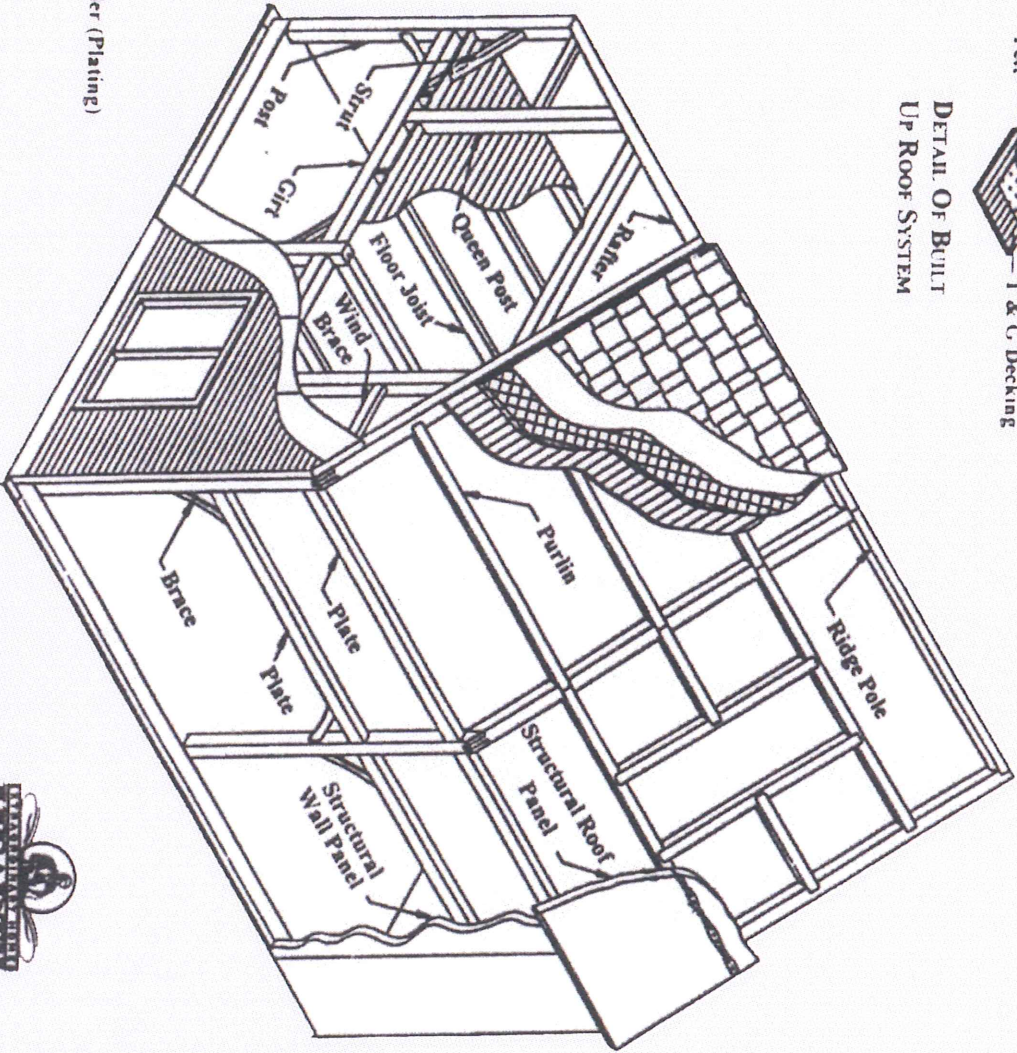 T & G Decking
DETAIL OF BUILT
UP ROOF SYSTEM
Ridge Pole
Rafter
Purlin
Structural Roof
Panel
Queen Post
Floor Joist
Wind
Brace
Strut
Post
Girt
Plate
Plate
Brace
Structural
Wall Panel
er (Plating)